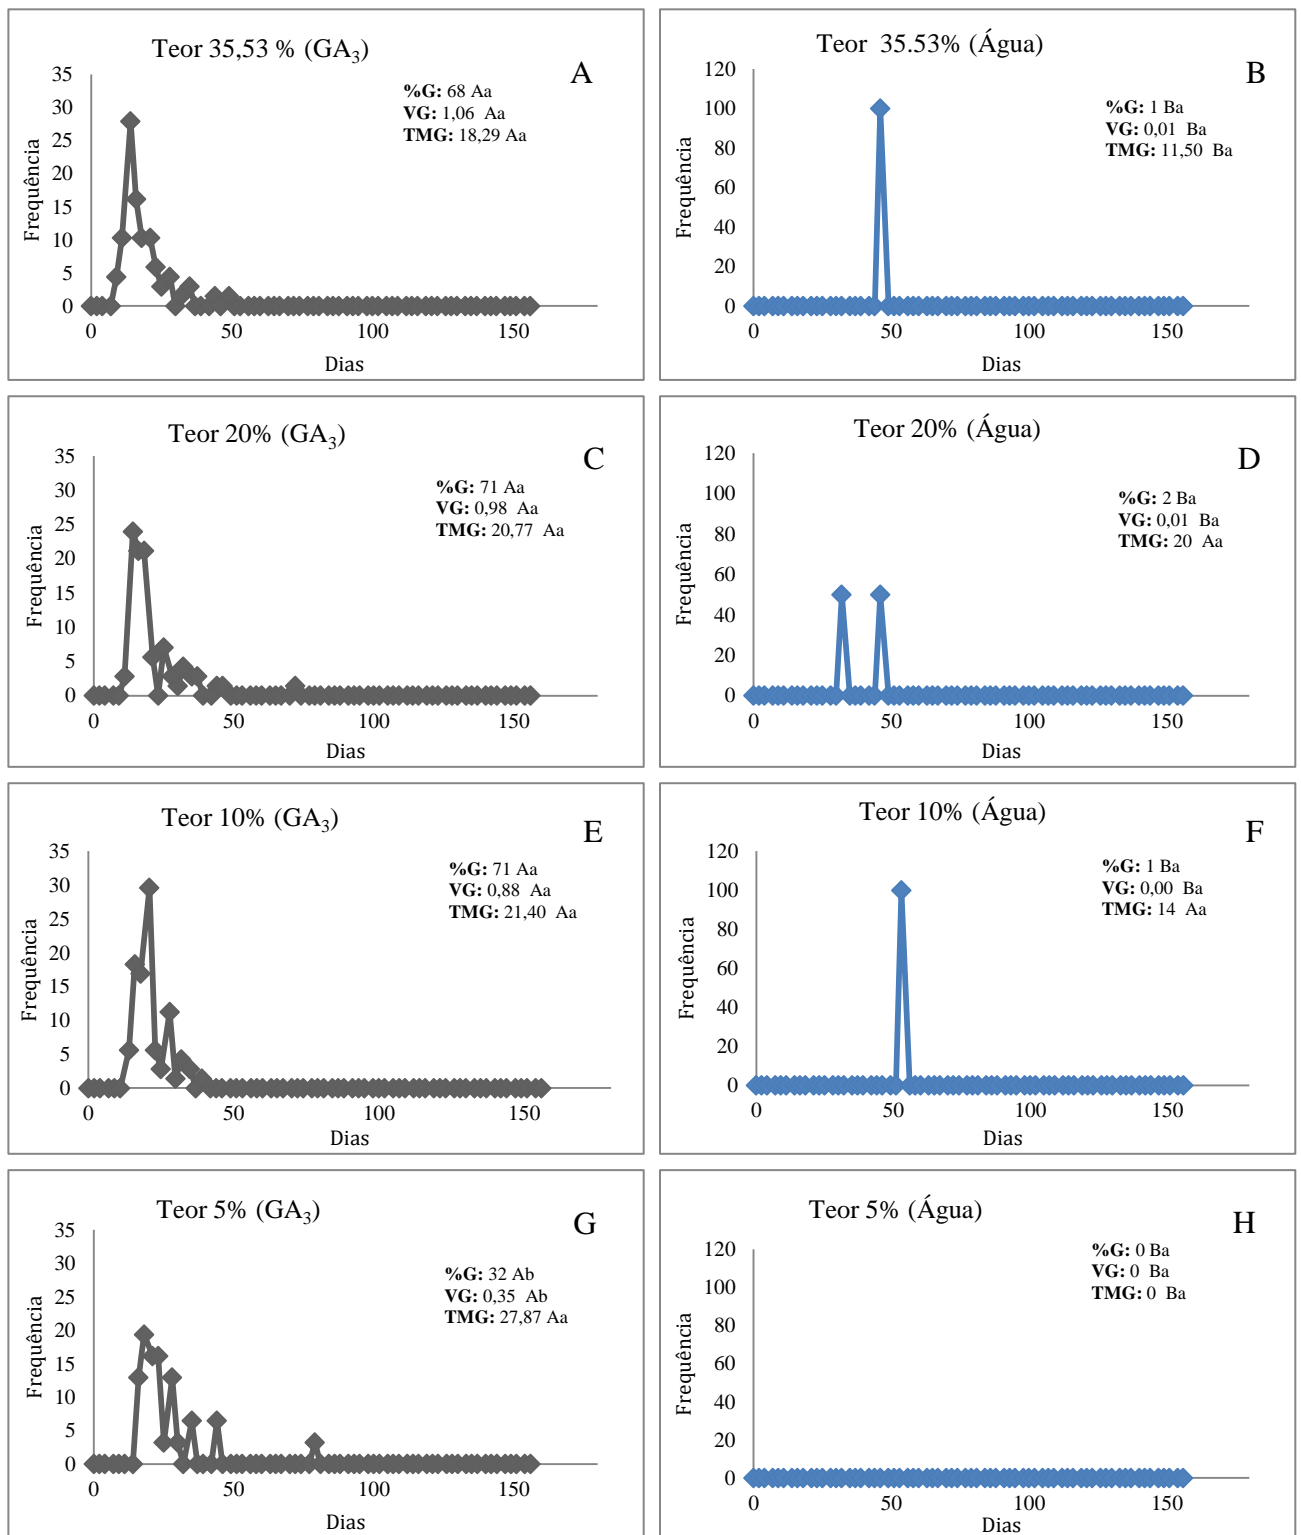 Teor 35,53 % (GA₃)
A
%G: 68 Aa
VG: 1,06 Aa
TMG: 18,29 Aa
Frequência
35
30
25
20
15
10
5
0
0 50 100 150
Dias
Teor 35.53% (Água)
B
%G: 1 Ba
VG: 0,01 Ba
TMG: 11,50 Ba
Frequência
120
100
80
60
40
20
0
0 50 100 150
Dias
Teor 20% (GA₃)
C
%G: 71 Aa
VG: 0,98 Aa
TMG: 20,77 Aa
Frequência
35
30
25
20
15
10
5
0
0 50 100 150
Dias
Teor 20% (Água)
D
%G: 2 Ba
VG: 0,01 Ba
TMG: 20 Aa
Frequência
120
100
80
60
40
20
0
0 50 100 150
Dias
Teor 10% (GA₃)
E
%G: 71 Aa
VG: 0,88 Aa
TMG: 21,40 Aa
Frequência
35
30
25
20
15
10
5
0
0 50 100 150
Dias
Teor 10% (Água)
F
%G: 1 Ba
VG: 0,00 Ba
TMG: 14 Aa
Frequência
120
100
80
60
40
20
0
0 50 100 150
Dias
Teor 5% (GA₃)
G
%G: 32 Ab
VG: 0,35 Ab
TMG: 27,87 Aa
Frequência
35
30
25
20
15
10
5
0
0 50 100 150
Dias
Teor 5% (Água)
H
%G: 0 Ba
VG: 0 Ba
TMG: 0 Ba
Frequência
120
100
80
60
40
20
0
0 50 100 150
Dias